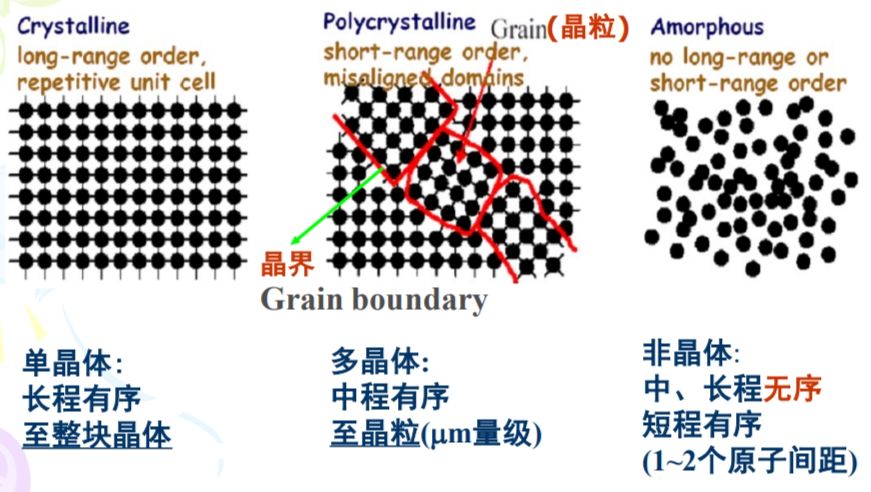 Crystalline
long-range order,
repetitive unit cell
Polycrystalline
Grain(晶粒)
short-range order,
misaligned domains
Amorphous
no long-range or
short-range order
晶界
Grain boundary
单晶体:
长程有序
至整块晶体
多晶体:
中程有序
至晶粒(μm量级)
非晶体:
中、长程无序
短程有序
(1~2个原子间距)